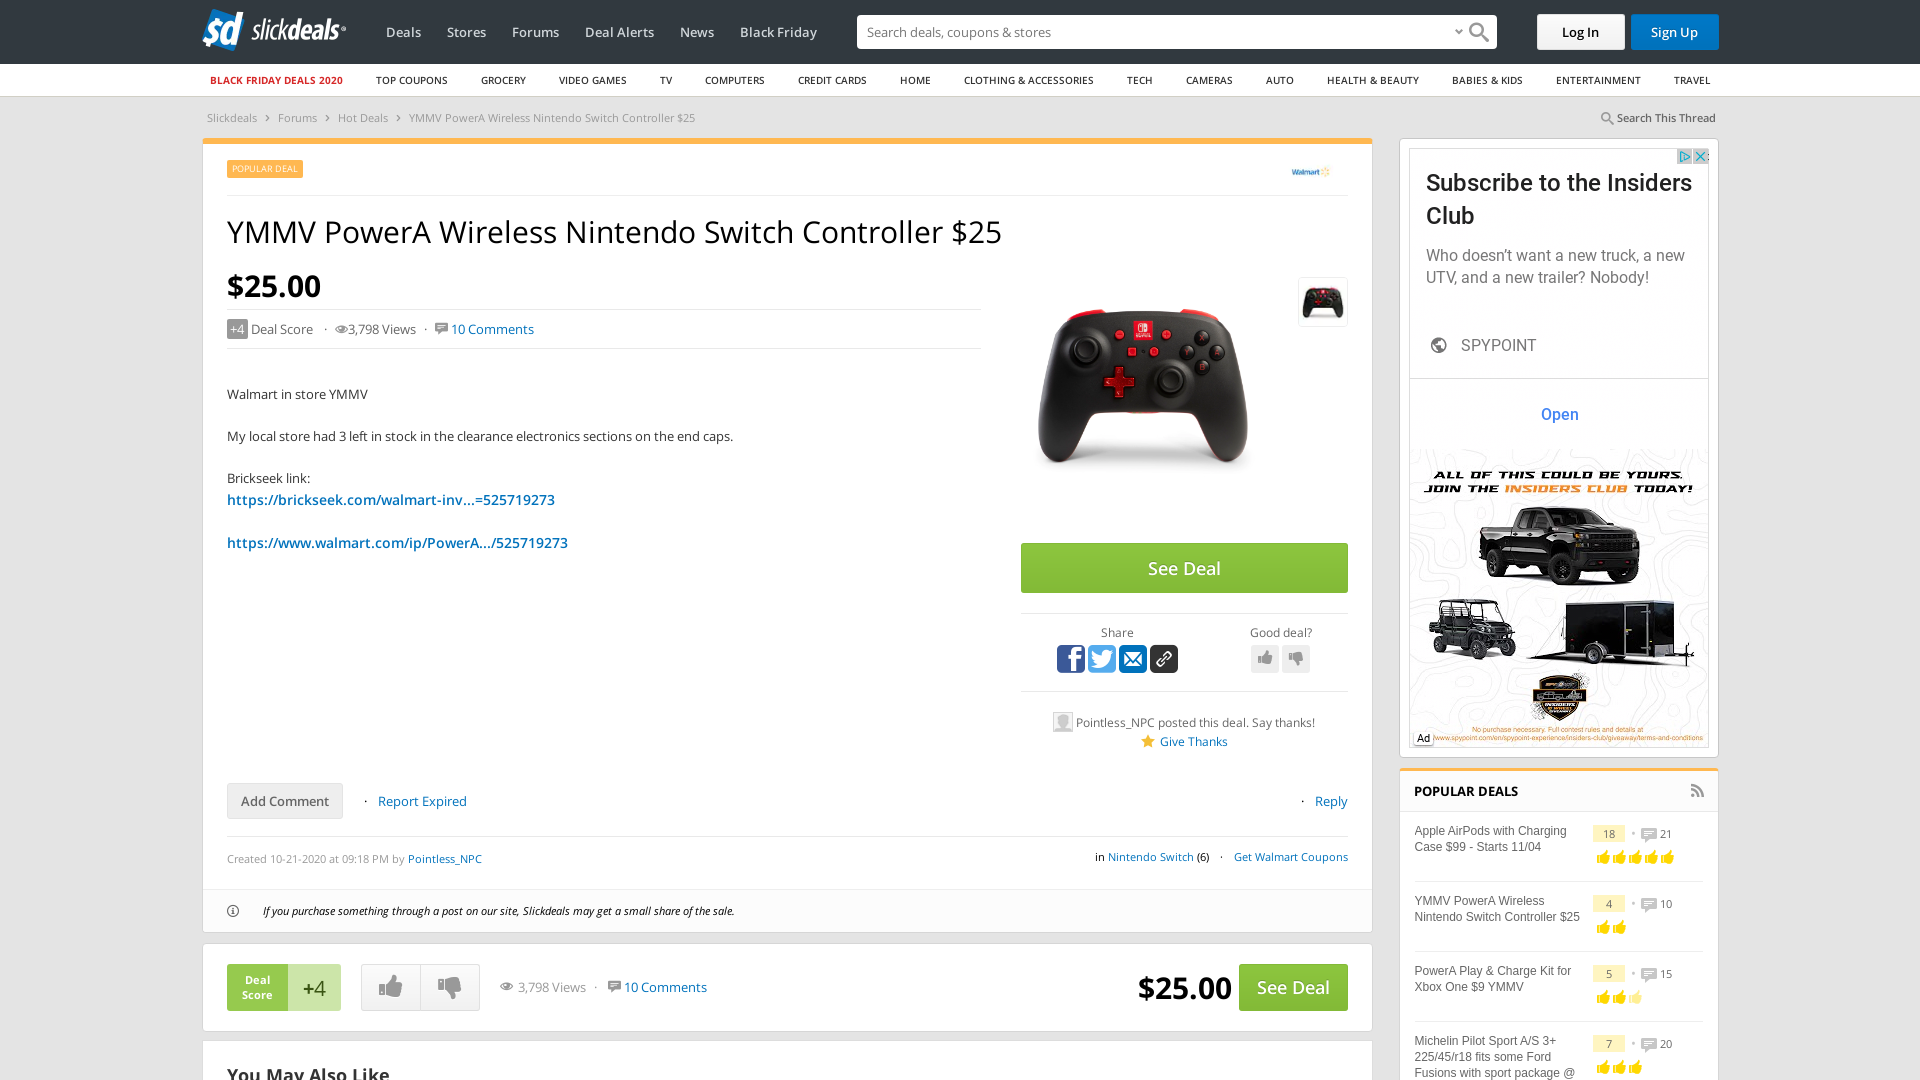 slickdeals
Deals
Stores
Forums
Deal Alerts
News
Black Friday
Search deals, coupons & stores
Log In
Sign Up
BLACK FRIDAY DEALS 2020
TOP COUPONS
GROCERY
VIDEO GAMES
TV
COMPUTERS
CREDIT CARDS
HOME
CLOTHING & ACCESSORIES
TECH
CAMERAS
AUTO
HEALTH & BEAUTY
BABIES & KIDS
ENTERTAINMENT
TRAVEL
Slickdeals > Forums > Hot Deals > YMMV PowerA Wireless Nintendo Switch Controller $25
Search This Thread
POPULAR DEAL
Walmart
YMMV PowerA Wireless Nintendo Switch Controller $25
$25.00
+4 Deal Score · 3,798 Views · 10 Comments
Walmart in store YMMV
My local store had 3 left in stock in the clearance electronics sections on the end caps.
Brickseek link:
https://brickseek.com/walmart-inv...=525719273
https://www.walmart.com/ip/PowerA.../525719273
See Deal
Share
Good deal?
Pointless_NPC posted this deal. Say thanks!
Give Thanks
Add Comment
· Report Expired
· Reply
Created 10-21-2020 at 09:18 PM by Pointless_NPC
in Nintendo Switch (6) · Get Walmart Coupons
If you purchase something through a post on our site, Slickdeals may get a small share of the sale.
Deal
Score
+4
3,798 Views · 10 Comments
$25.00
See Deal
You May Also Like
Subscribe to the Insiders
Club
Who doesn't want a new truck, a new
UTV, and a new trailer? Nobody!
SPYPOINT
Open
ALL OF THIS COULD BE YOURS.
JOIN THE INSIDERS CLUB TODAY!
No purchase necessary. Full contest rules and details at
Ad
/www.spypoint.com/en/spypoint-experience/insiders-club/giveaway/terms-and-conditions
POPULAR DEALS
Apple AirPods with Charging
Case $99 - Starts 11/04
18 • 21
YMMV PowerA Wireless
Nintendo Switch Controller $25
4 • 10
PowerA Play & Charge Kit for
Xbox One $9 YMMV
5 • 15
Michelin Pilot Sport A/S 3+
225/45/r18 fits some Ford
Fusions with sport package @
7 • 20